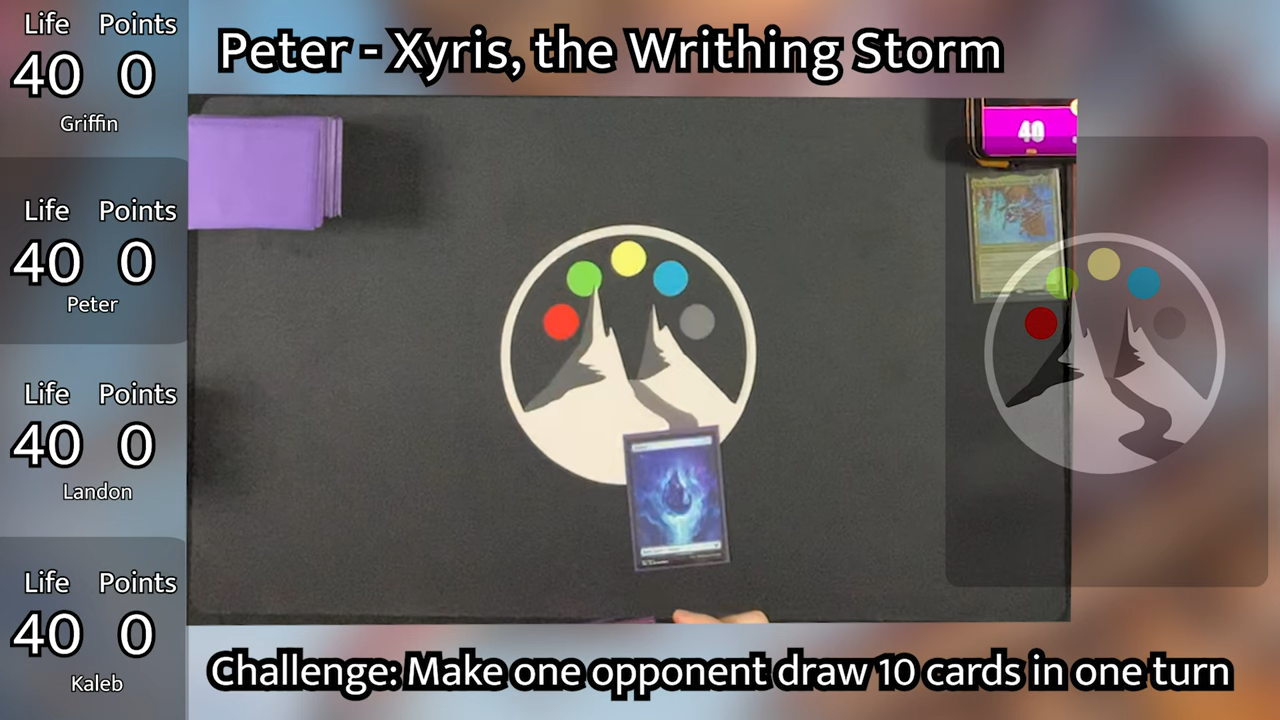 Life Points
40 0
Griffin
Life Points
40 0
Peter
Life Points
40 0
Landon
Life Points
40 0
Kaleb
Peter - Xyris, the Writhing Storm
40
Challenge: Make one opponent draw 10 cards in one turn